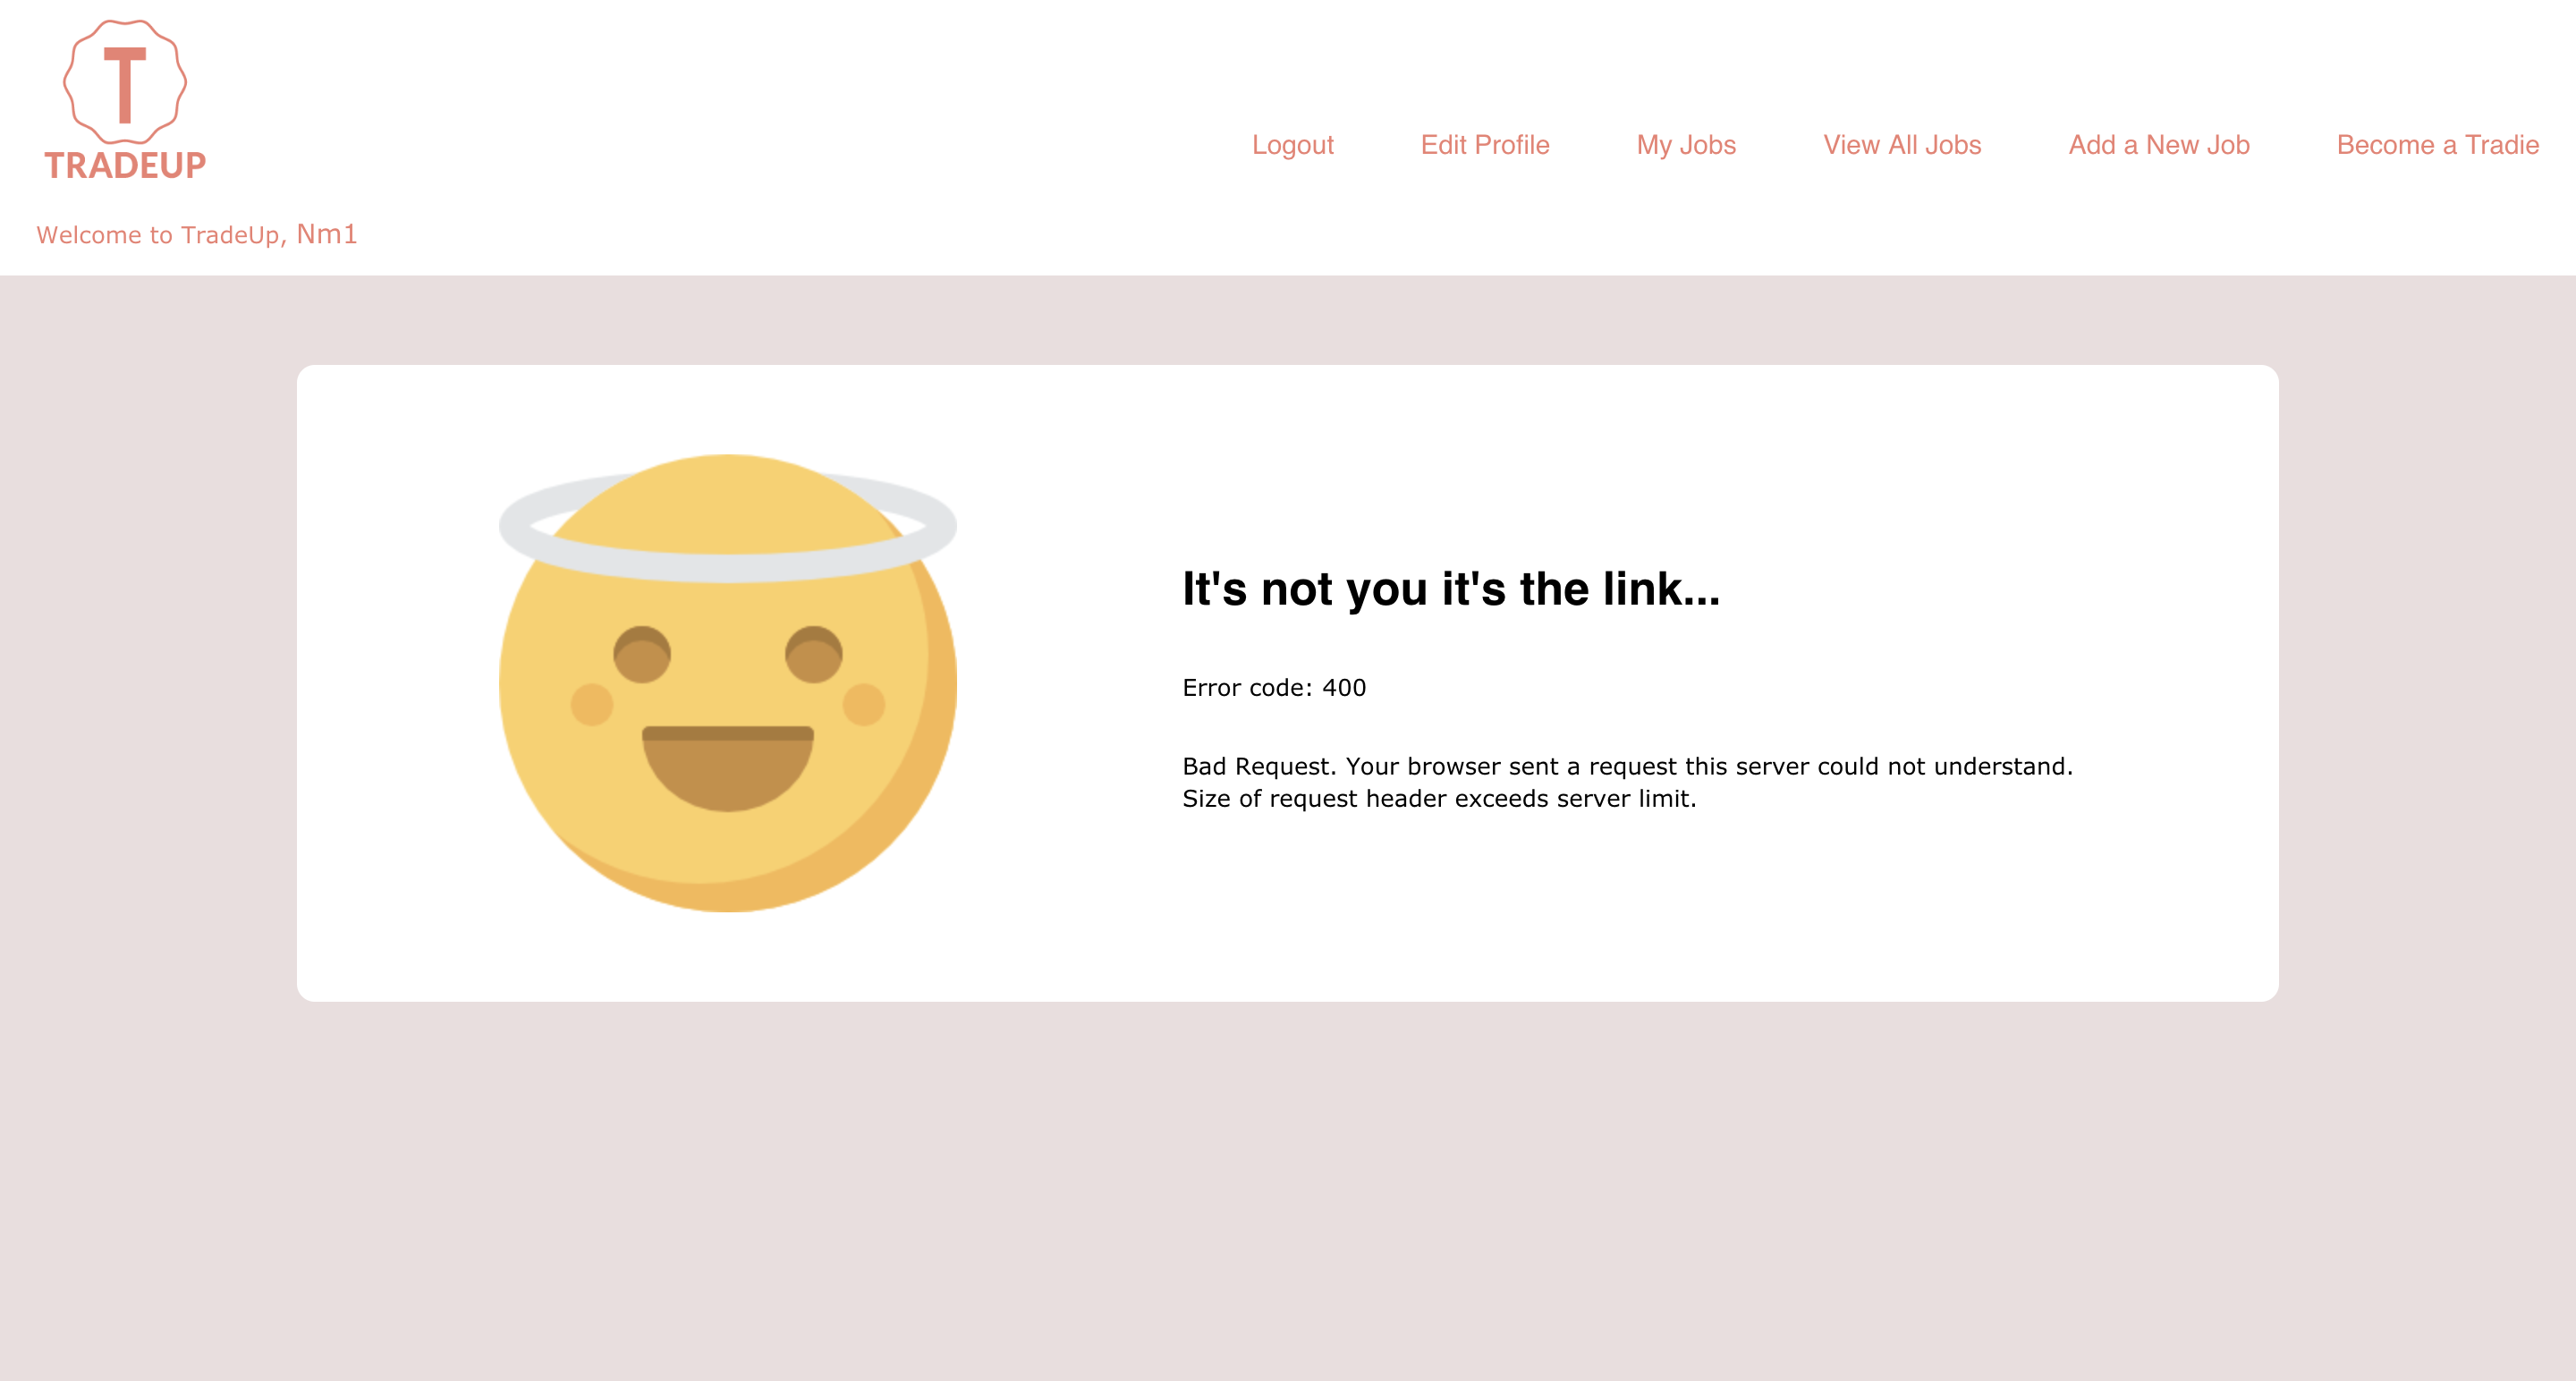 T
TRADEUP
Logout Edit Profile My Jobs View All Jobs Add a New Job Become a Tradie
Welcome to TradeUp, Nm1
It's not you it's the link...
Error code: 400
Bad Request. Your browser sent a request this server could not understand.
Size of request header exceeds server limit.